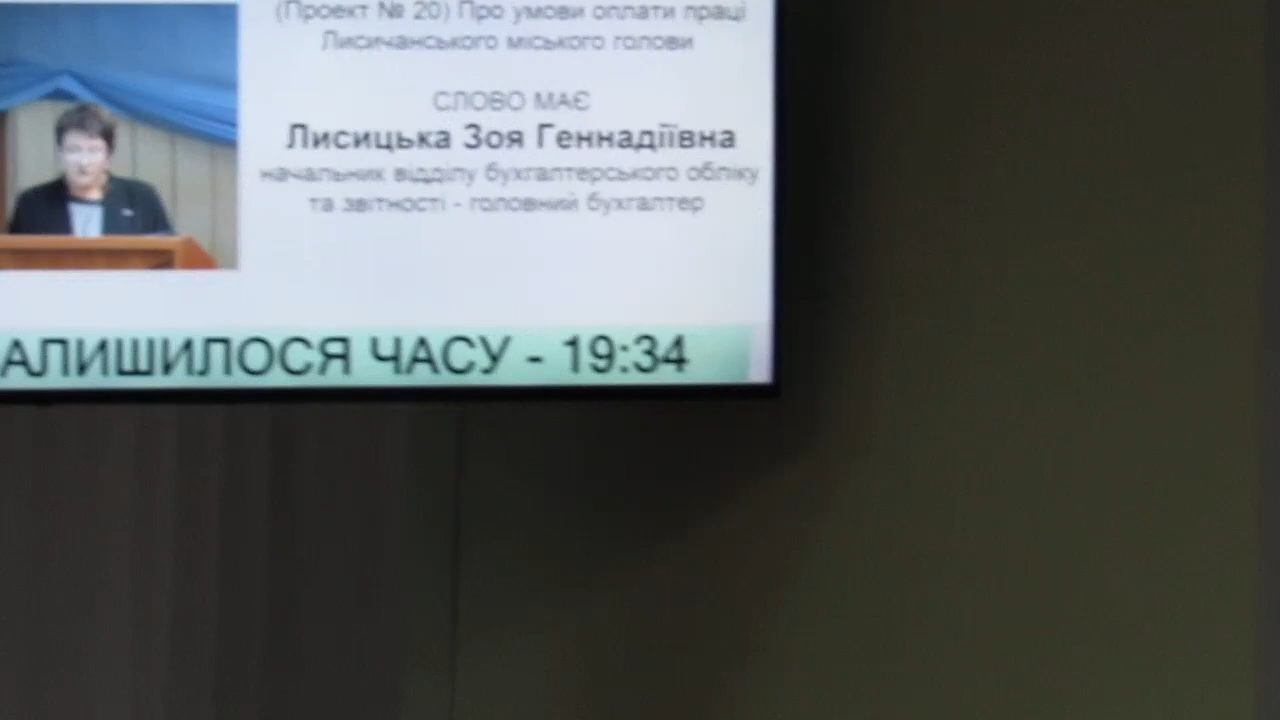 (Проект № 20) Про умови оплати праці
Лисичанського міського голови
СЛОВО МАЄ
Лисицька Зоя Геннадіївна
начальник відділу бухгалтерського обліку
та звітності - головний бухгалтер
АЛИШИЛОСЯ ЧАСУ - 19:34